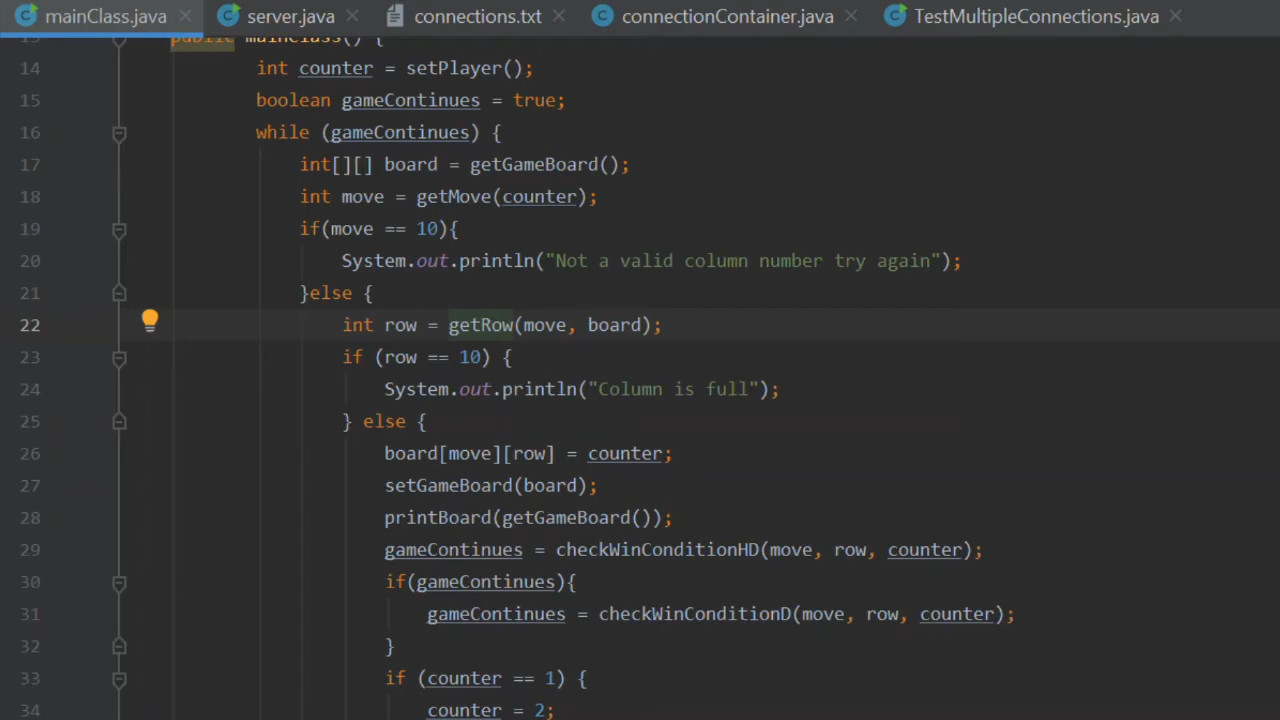 mainClass.java server.java connections.txt connectionContainer.java TestMultipleConnections.java
13 public mainClass() {
14 int counter = setPlayer();
15 boolean gameContinues = true;
16 while (gameContinues) {
17 int[][] board = getGameBoard();
18 int move = getMove(counter);
19 if(move == 10){
20 System.out.println("Not a valid column number try again");
21 }else {
22 int row = getRow(move, board);
23 if (row == 10) {
24 System.out.println("Column is full");
25 } else {
26 board[move][row] = counter;
27 setGameBoard(board);
28 printBoard(getGameBoard());
29 gameContinues = checkWinConditionHD(move, row, counter);
30 if(gameContinues){
31 gameContinues = checkWinConditionD(move, row, counter);
32 }
33 if (counter == 1) {
34 counter = 2;